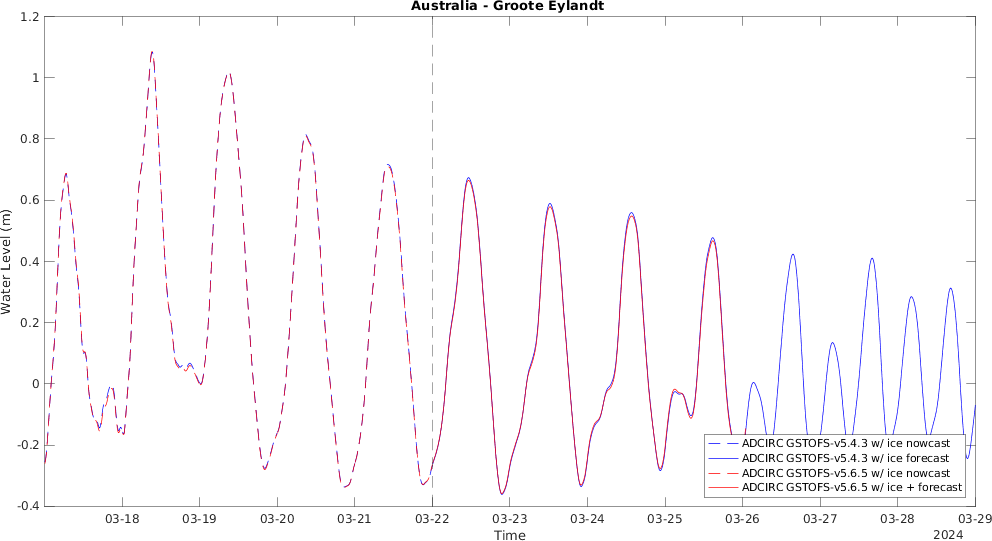 Australia - Groote Eylandt
1.2
1
0.8
0.6
0.4
0.2
0
-0.2
-0.4
Water Level (m)
ADCIRC GSTOFS-v5.4.3 w/ ice nowcast
ADCIRC GSTOFS-v5.4.3 w/ ice forecast
ADCIRC GSTOFS-v5.6.5 w/ ice nowcast
ADCIRC GSTOFS-v5.6.5 w/ ice + forecast
03-18 03-19 03-20 03-21 03-22 03-23 03-24 03-25 03-26 03-27 03-28 03-29
Time
2024